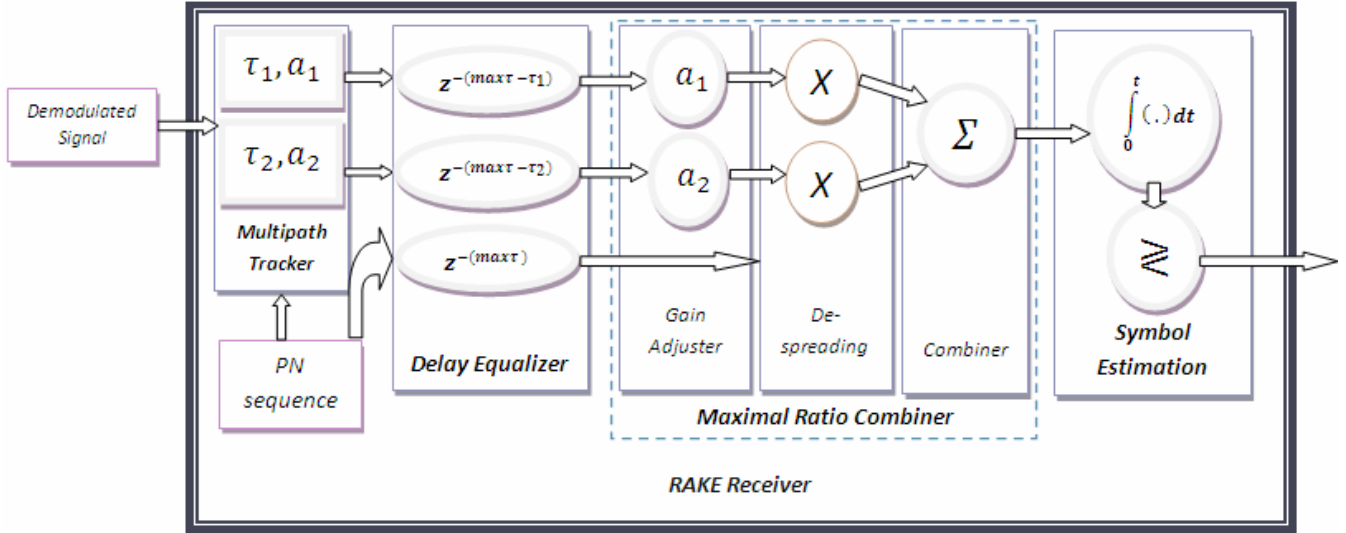 Demodulated
Signal
τ₁,a₁
τ₂,a₂
Multipath
Tracker
PN
sequence
z^−(maxτ−τ₁)
z^−(maxτ−τ₂)
z^−(maxτ)
Delay Equalizer
a₁
a₂
Gain
Adjuster
X
X
De-
spreading
Σ
Combiner
Maximal Ratio Combiner
∫₀ᵗ(.)dt
≷
Symbol
Estimation
RAKE Receiver